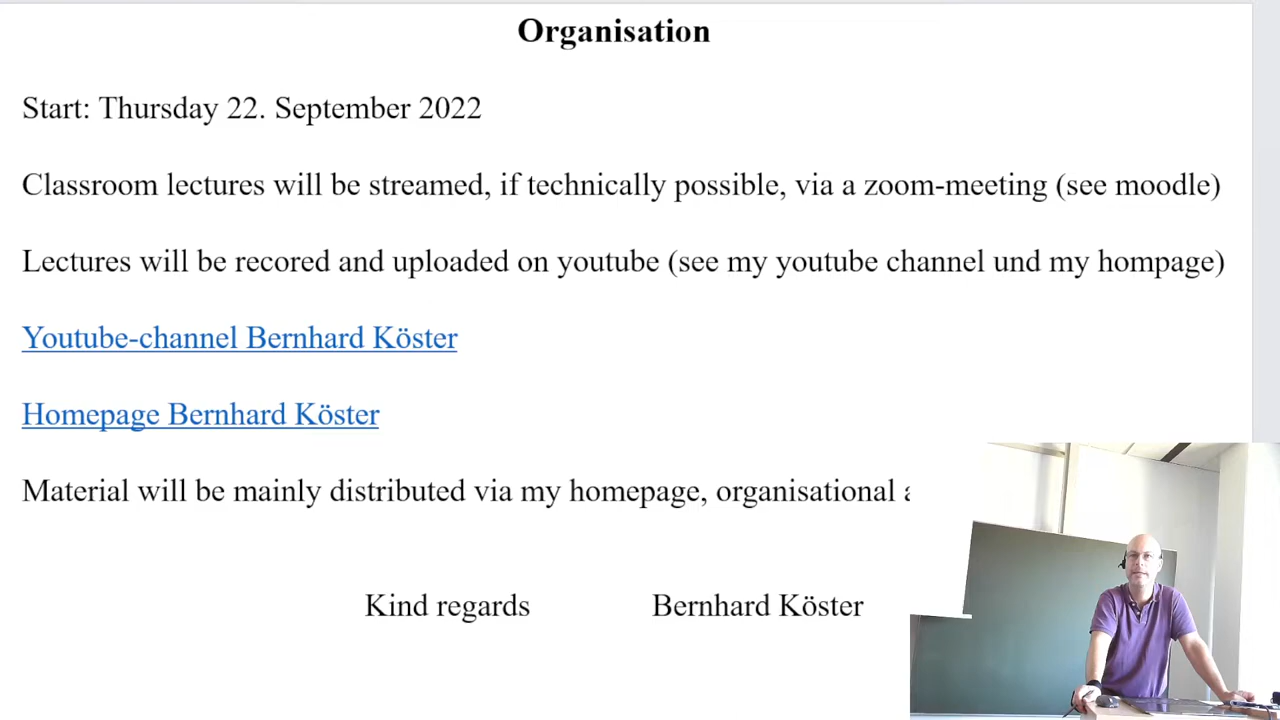 Organisation
Start: Thursday 22. September 2022
Classroom lectures will be streamed, if technically possible, via a zoom-meeting (see moodle)
Lectures will be recored and uploaded on youtube (see my youtube channel und my hompage)
Youtube-channel Bernhard Köster
Homepage Bernhard Köster
Material will be mainly distributed via my homepage, organisational
Kind regards Bernhard Köster